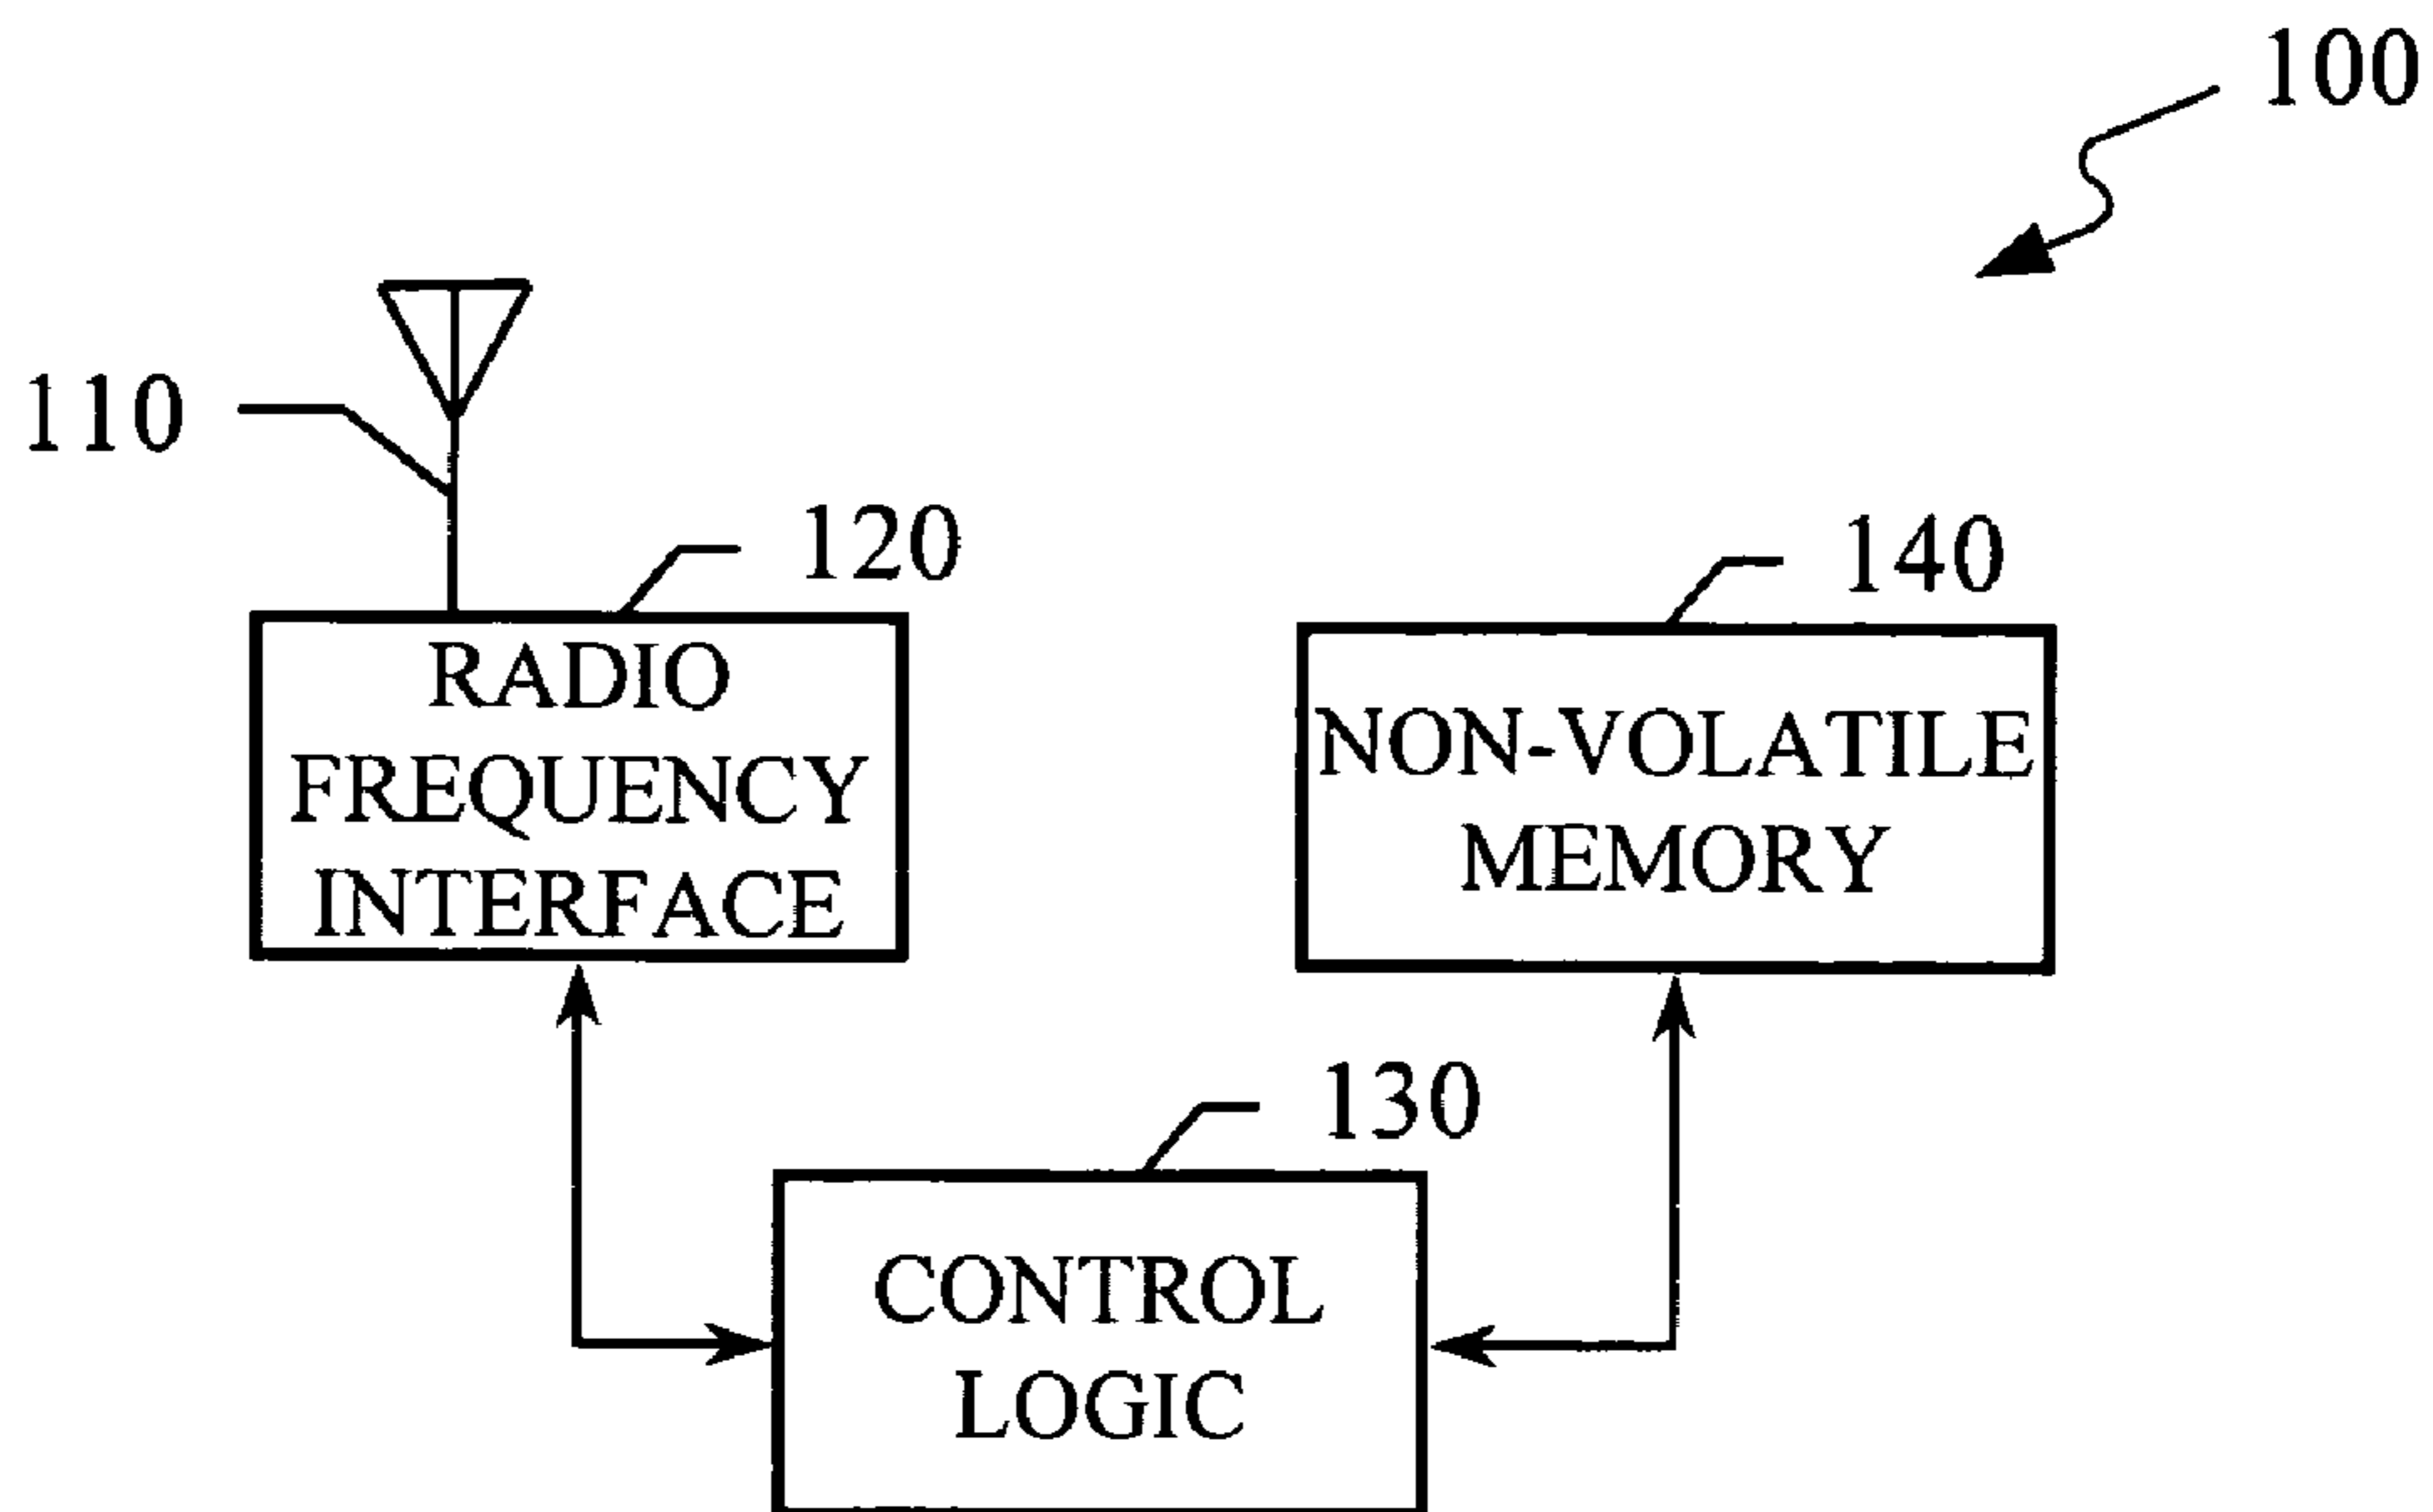 100
110
120
140
RADIO
FREQUENCY
INTERFACE
NON-VOLATILE
MEMORY
130
CONTROL
LOGIC